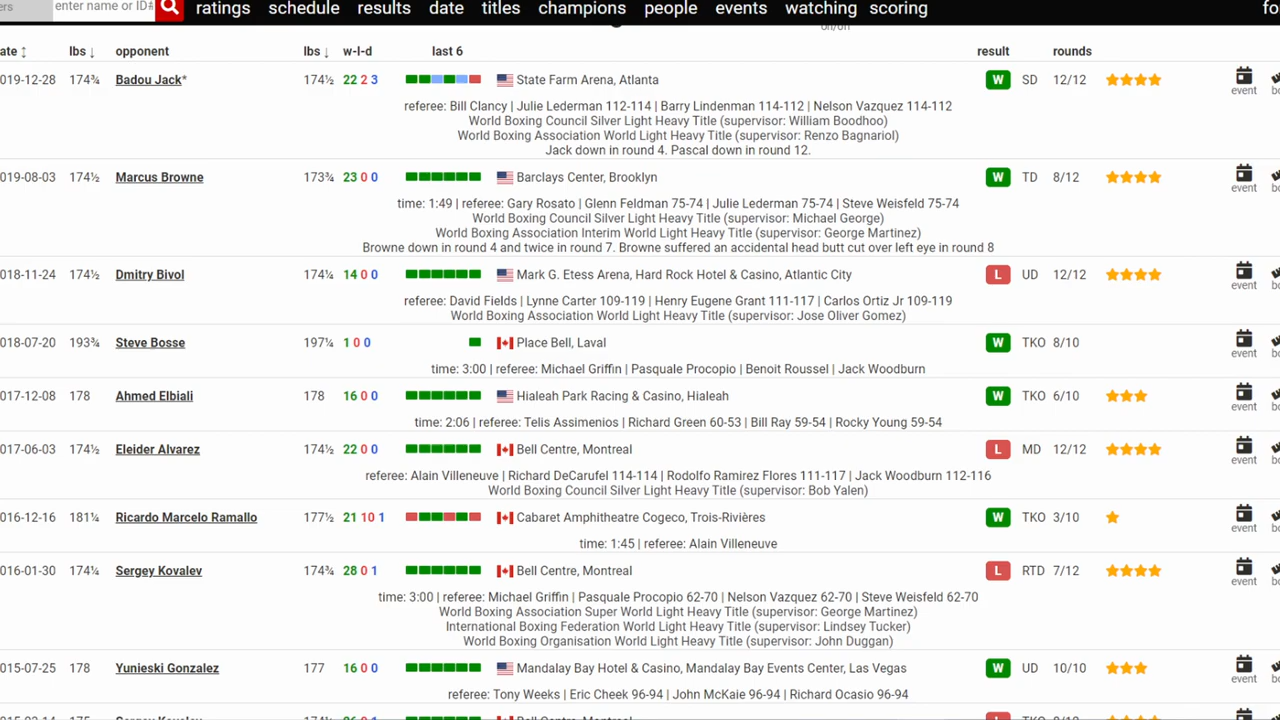 ers enter name or ID# ratings schedule results date titles champions people events watching scoring fo
on/off
ate ↕ lbs ↓ opponent lbs ↓ w-l-d last 6 result rounds
019-12-28 174¾ Badou Jack* 174½ 22 2 3 State Farm Arena, Atlanta W SD 12/12 event bo
referee: Bill Clancy | Julie Lederman 112-114 | Barry Lindenman 114-112 | Nelson Vazquez 114-112
World Boxing Council Silver Light Heavy Title (supervisor: William Boodhoo)
World Boxing Association World Light Heavy Title (supervisor: Renzo Bagnariol)
Jack down in round 4. Pascal down in round 12.
019-08-03 174½ Marcus Browne 173¾ 23 0 0 Barclays Center, Brooklyn W TD 8/12 event bo
time: 1:49 | referee: Gary Rosato | Glenn Feldman 75-74 | Julie Lederman 75-74 | Steve Weisfeld 75-74
World Boxing Council Silver Light Heavy Title (supervisor: Michael George)
World Boxing Association Interim World Light Heavy Title (supervisor: George Martinez)
Browne down in round 4 and twice in round 7. Browne suffered an accidental head butt cut over left eye in round 8
018-11-24 174½ Dmitry Bivol 174¼ 14 0 0 Mark G. Etess Arena, Hard Rock Hotel & Casino, Atlantic City L UD 12/12 event bo
referee: David Fields | Lynne Carter 109-119 | Henry Eugene Grant 111-117 | Carlos Ortiz Jr 109-119
World Boxing Association World Light Heavy Title (supervisor: Jose Oliver Gomez)
018-07-20 193¾ Steve Bosse 197¼ 1 0 0 Place Bell, Laval W TKO 8/10 event bo
time: 3:00 | referee: Michael Griffin | Pasquale Procopio | Benoit Roussel | Jack Woodburn
017-12-08 178 Ahmed Elbiali 178 16 0 0 Hialeah Park Racing & Casino, Hialeah W TKO 6/10 event bo
time: 2:06 | referee: Telis Assimenios | Richard Green 60-53 | Bill Ray 59-54 | Rocky Young 59-54
017-06-03 174½ Eleider Alvarez 174½ 22 0 0 Bell Centre, Montreal L MD 12/12 event bo
referee: Alain Villeneuve | Richard DeCarufel 114-114 | Rodolfo Ramirez Flores 111-117 | Jack Woodburn 112-116
World Boxing Council Silver Light Heavy Title (supervisor: Bob Yalen)
016-12-16 181¼ Ricardo Marcelo Ramallo 177½ 21 10 1 Cabaret Amphitheatre Cogeco, Trois-Rivières W TKO 3/10 event bo
time: 1:45 | referee: Alain Villeneuve
016-01-30 174¼ Sergey Kovalev 174¾ 28 0 1 Bell Centre, Montreal L RTD 7/12 event bo
time: 3:00 | referee: Michael Griffin | Pasquale Procopio 62-70 | Nelson Vazquez 62-70 | Steve Weisfeld 62-70
World Boxing Association Super World Light Heavy Title (supervisor: George Martinez)
International Boxing Federation World Light Heavy Title (supervisor: Lindsey Tucker)
World Boxing Organisation World Light Heavy Title (supervisor: John Duggan)
015-07-25 178 Yunieski Gonzalez 177 16 0 0 Mandalay Bay Hotel & Casino, Mandalay Bay Events Center, Las Vegas W UD 10/10 event bo
referee: Tony Weeks | Eric Cheek 96-94 | John McKaie 96-94 | Richard Ocasio 96-94